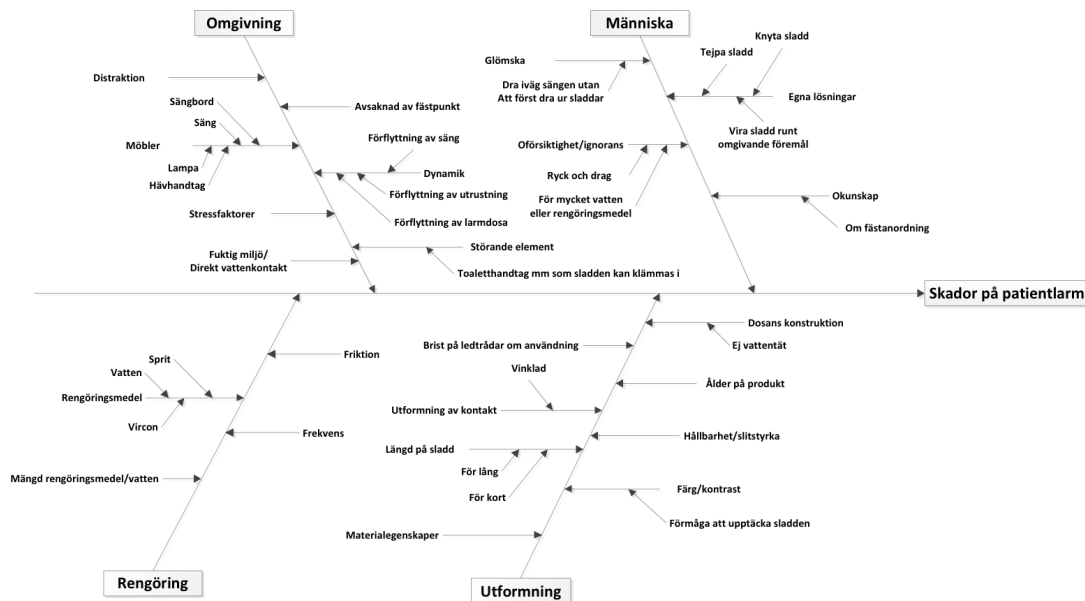 Omgivning
Människa
Distraktion
Avsaknad av fästpunkt
Sängbord
Säng
Möbler
Lampa
Hävhandtag
Förflyttning av säng
Dynamik
Förflyttning av utrustning
Förflyttning av larmdosa
Stressfaktorer
Störande element
Toaletthandtag mm som sladden kan klämmas i
Fuktig miljö/
Direkt vattenkontakt
Glömska
Dra iväg sängen utan
Att först dra ur sladdar
Knyta sladd
Tejpa sladd
Egna lösningar
Vira sladd runt
omgivande föremål
Oförsiktighet/ignorans
Ryck och drag
För mycket vatten
eller rengöringsmedel
Okunskap
Om fästanordning
Skador på patientlarm
Friktion
Sprit
Vatten
Rengöringsmedel
Vircon
Frekvens
Mängd rengöringsmedel/vatten
Rengöring
Dosans konstruktion
Ej vattentät
Brist på ledtrådar om användning
Vinklad
Ålder på produkt
Utformning av kontakt
Hållbarhet/slitstyrka
Längd på sladd
För lång
För kort
Färg/kontrast
Förmåga att upptäcka sladden
Materialegenskaper
Utformning